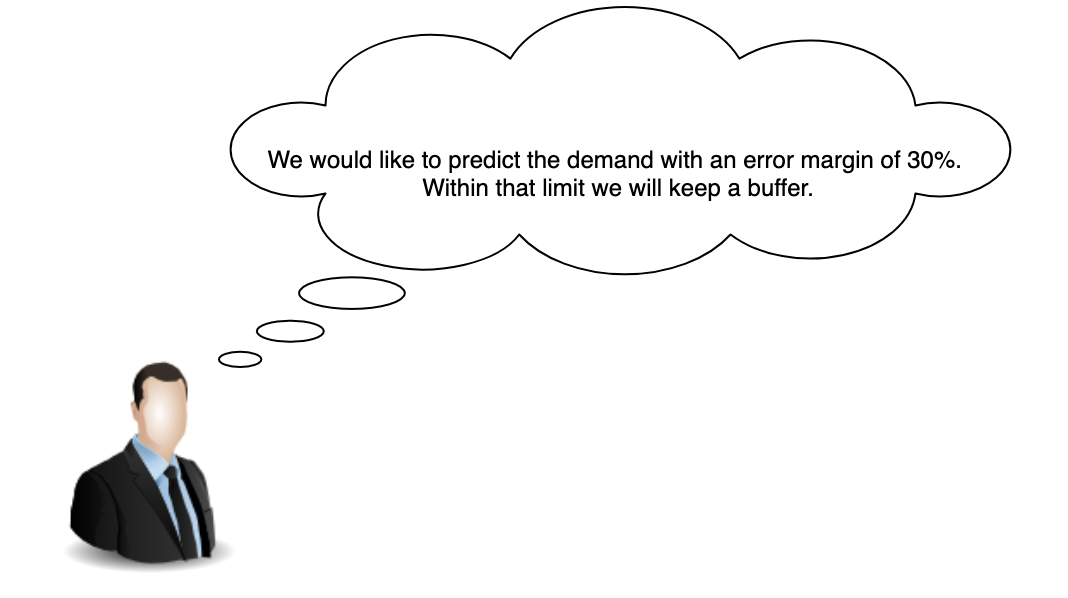 We would like to predict the demand with an error margin of 30%.
Within that limit we will keep a buffer.